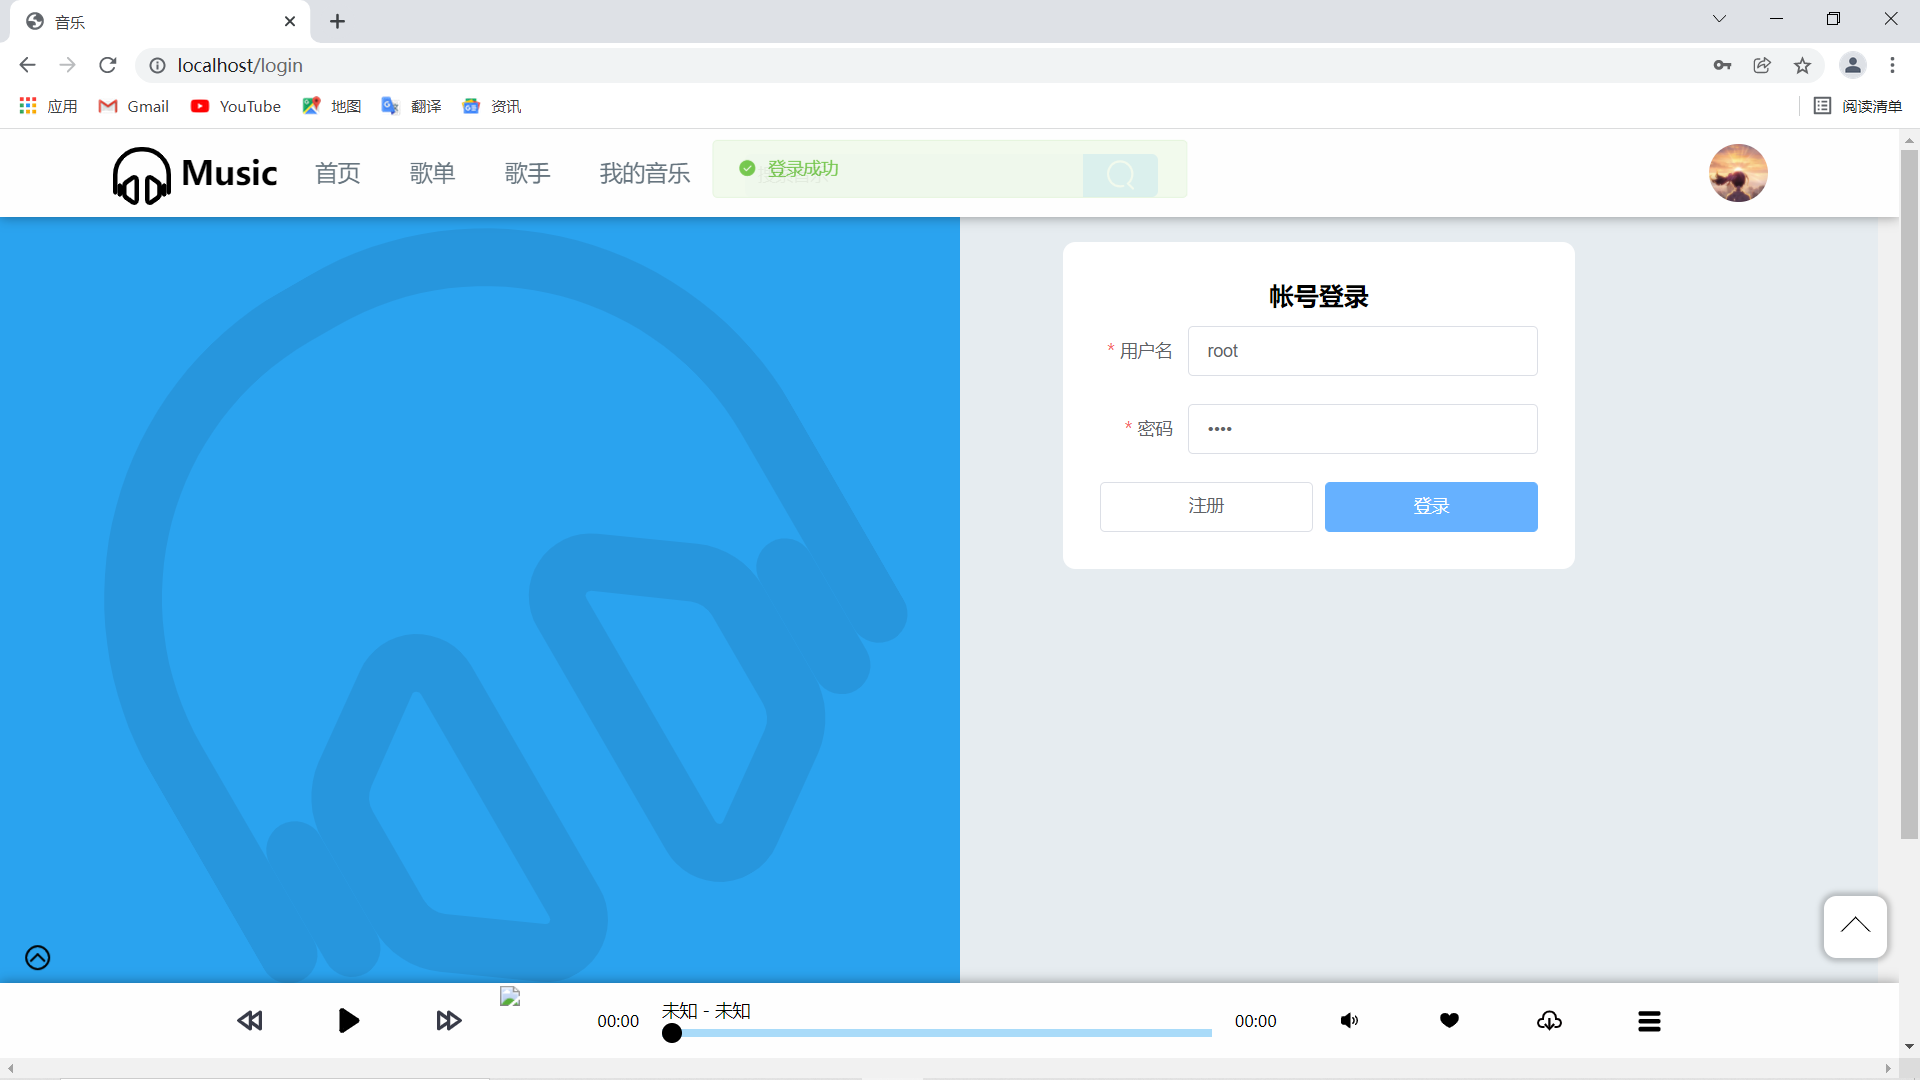 音乐
localhost/login
应用
Gmail
YouTube
地图
翻译
资讯
阅读清单
Music
首页
歌单
歌手
我的音乐
登录成功
帐号登录
* 用户名
root
* 密码
••••
注册
登录
00:00
未知 - 未知
00:00